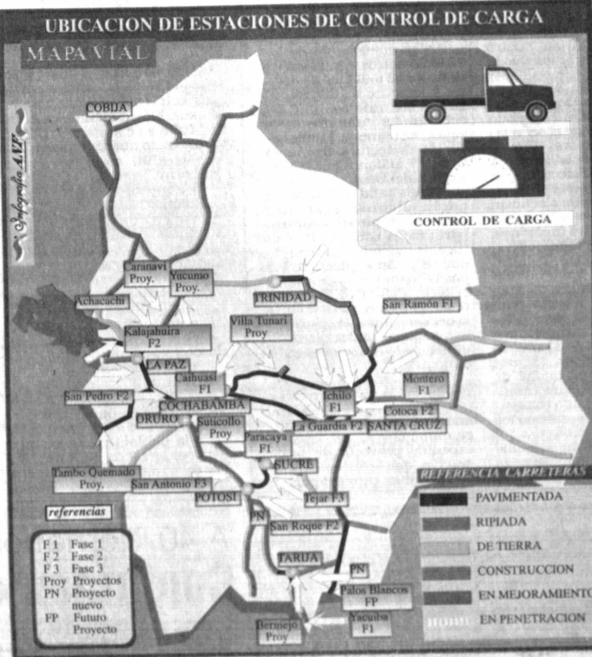 UBICACION DE ESTACIONES DE CONTROL DE CARGA
MAPA VIAL
Infografía ANF
CONTROL DE CARGA
COBIJA
Caranavi
Proy.
Yucumo
Proy.
Achacachi
TRINIDAD
San Ramón F1
Kalajahuira
F2
Villa Tunari
Proy
LA PAZ
Caihuasi
F1
Ichilo
F1
Montero
F1
San Pedro F2
COCHABAMBA
Cotoca F2
ORURO
Suticollo
Proy
La Guardia F2
SANTA CRUZ
Paracaya
F1
SUCRE
Tambo Quemado
Proy.
San Antonio F3
POTOSI
Tejar F3
PN
San Roque F2
TARIJA
PN
Palos Blancos
FP
Bermejo
Proy
Yacuiba
F1
referencias
F 1 Fase 1
F 2 Fase 2
F 3 Fase 3
Proy Proyectos
PN Proyecto
nuevo
FP Futuro
Proyecto
REFERENCIA CARRETERAS
PAVIMENTADA
RIPIADA
DE TIERRA
CONSTRUCCION
EN MEJORAMIENTO
EN PENETRACION